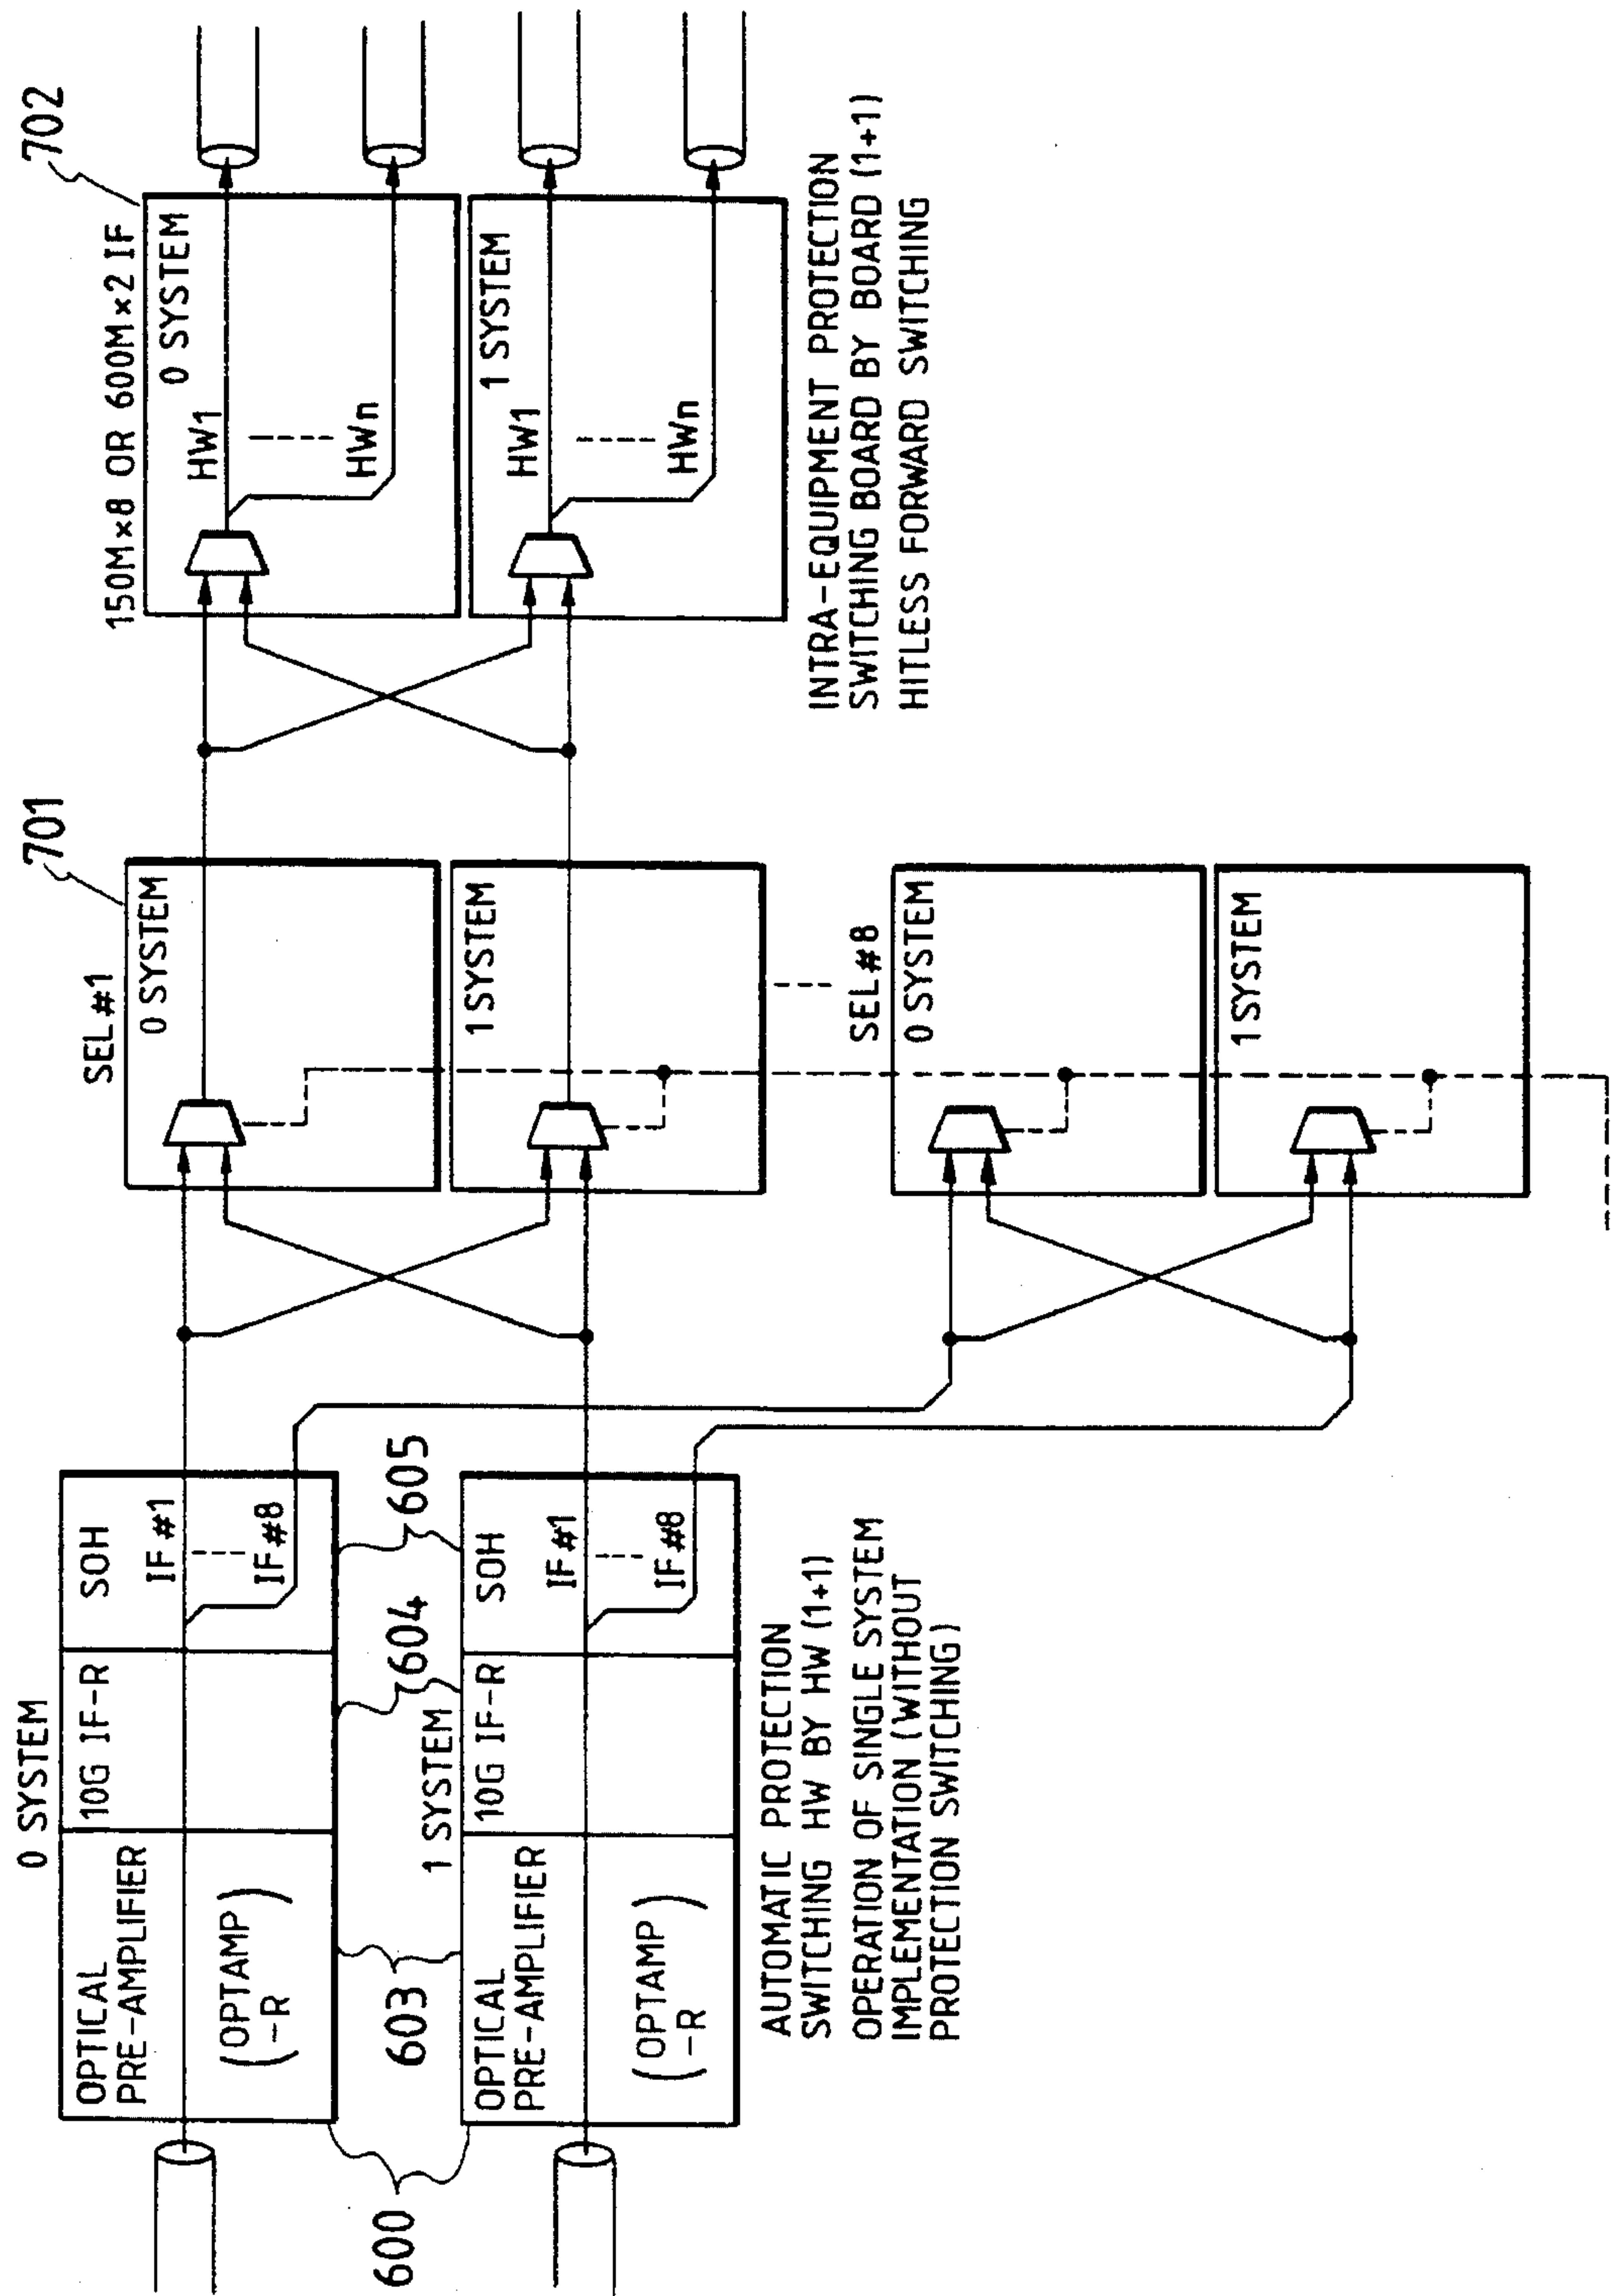 0 SYSTEM
OPTICAL
PRE-AMPLIFIER
(OPTAMP
-R)
10G IF-R
SOH
IF #1
IF #8
600
603
604
605
1 SYSTEM
OPTICAL
PRE-AMPLIFIER
(OPTAMP
-R)
10G IF-R
SOH
IF #1
IF #8
AUTOMATIC PROTECTION
SWITCHING HW BY HW (1+1)
OPERATION OF SINGLE SYSTEM
IMPLEMENTATION (WITHOUT
PROTECTION SWITCHING)
701
SEL #1
0 SYSTEM
1 SYSTEM
SEL #8
0 SYSTEM
1 SYSTEM
702
150M×8 OR 600M×2 IF
0 SYSTEM
HW1
HWn
1 SYSTEM
HW1
HWn
INTRA-EQUIPMENT PROTECTION
SWITCHING BOARD BY BOARD (1+1)
HITLESS FORWARD SWITCHING